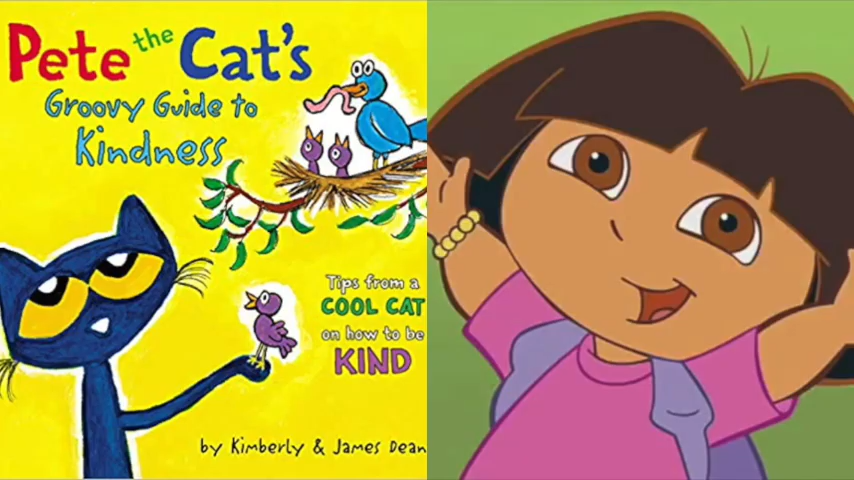 Pete the Cat's
Groovy Guide to
Kindness
Tips from a
COOL CAT
on how to be
KIND
by Kimberly & James Dean